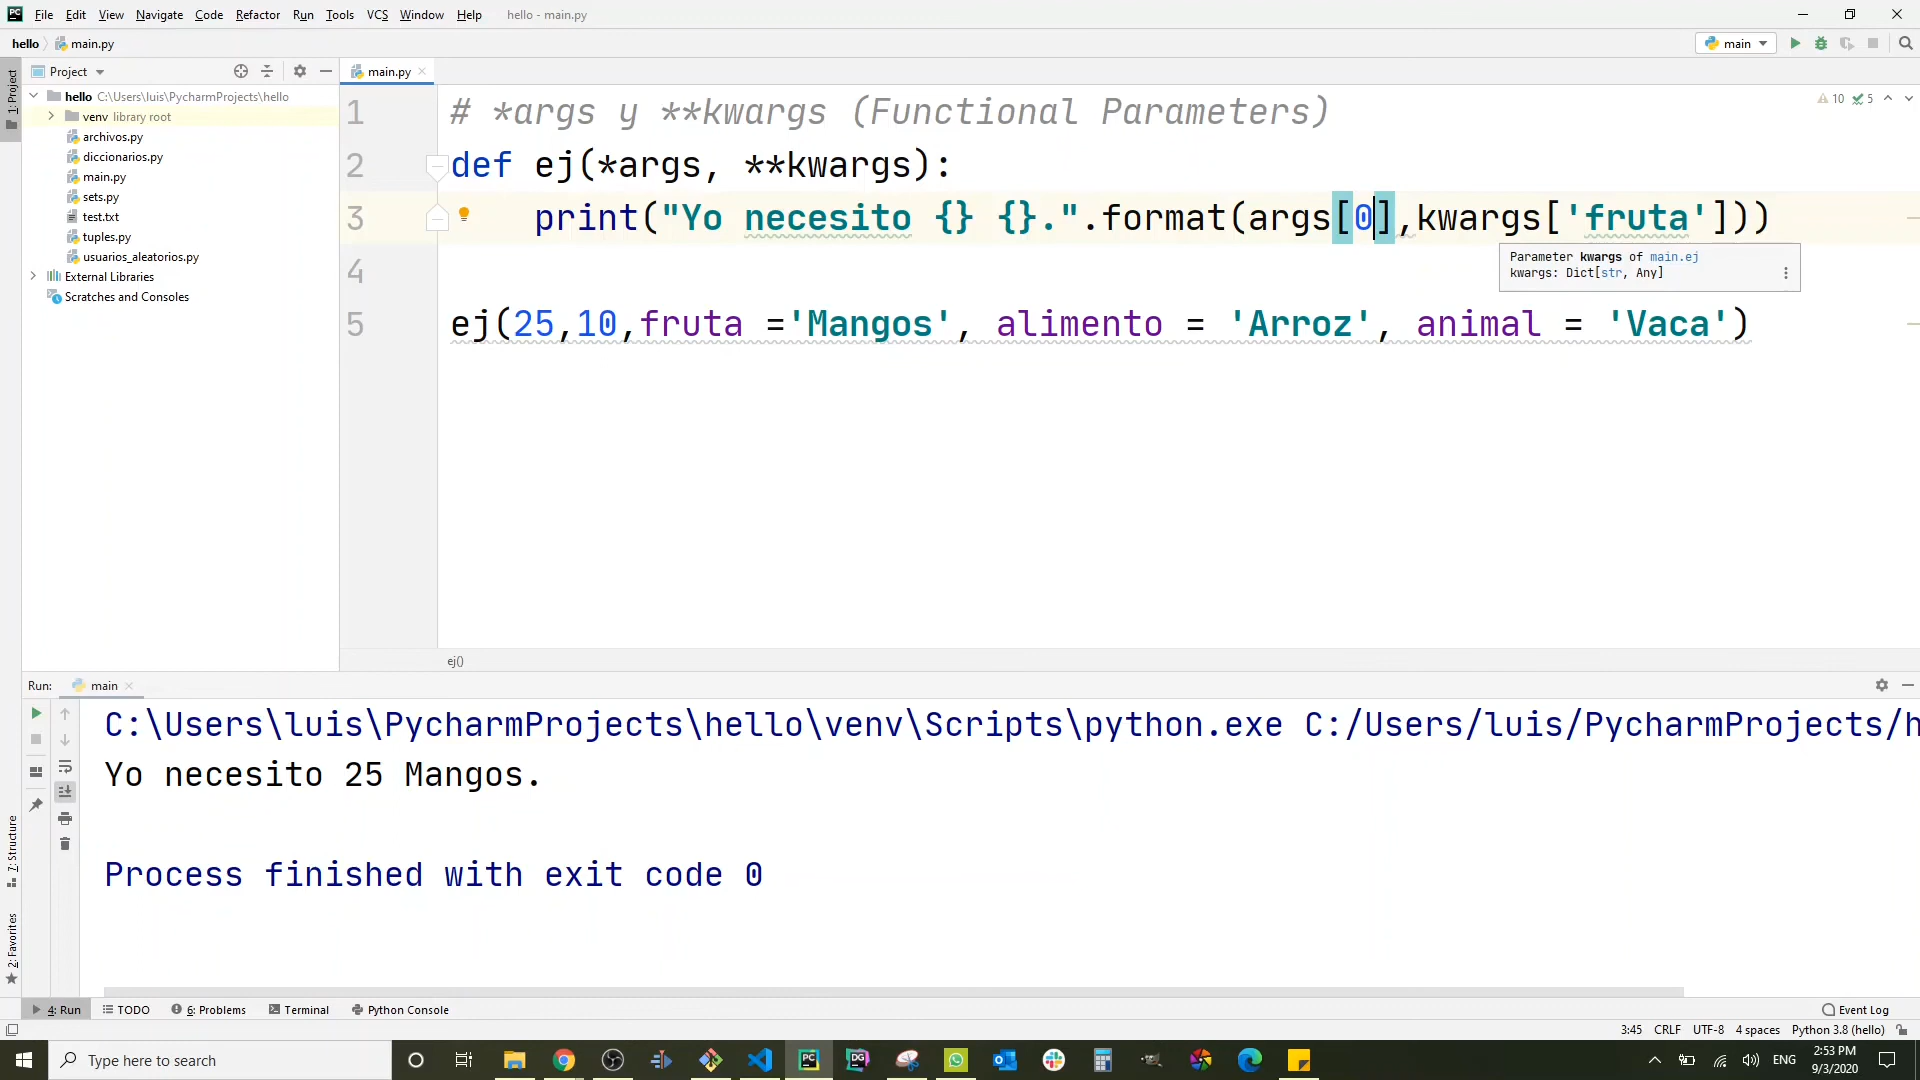 File Edit View Navigate Code Refactor Run Tools VCS Window Help hello - main.py
hello main.py
main
Project
main.py
1: Project
hello C:\Users\luis\PycharmProjects\hello
venv library root
archivos.py
diccionarios.py
main.py
sets.py
test.txt
tuples.py
usuarios_aleatorios.py
External Libraries
Scratches and Consoles
10 5
1 # *args y **kwargs (Functional Parameters)
2 def ej(*args, **kwargs):
3 print("Yo necesito {} {}.".format(args[0],kwargs['fruta']))
Parameter kwargs of main.ej
kwargs: Dict[str, Any]
4
5 ej(25,10,fruta ='Mangos', alimento = 'Arroz', animal = 'Vaca')
ej()
Run: main
C:\Users\luis\PycharmProjects\hello\venv\Scripts\python.exe C:/Users/luis/PycharmProjects/h
Yo necesito 25 Mangos.
Process finished with exit code 0
7: Structure
2: Favorites
4: Run TODO 6: Problems Terminal Python Console Event Log
3:45 CRLF UTF-8 4 spaces Python 3.8 (hello)
Type here to search
ENG
2:53 PM
9/3/2020